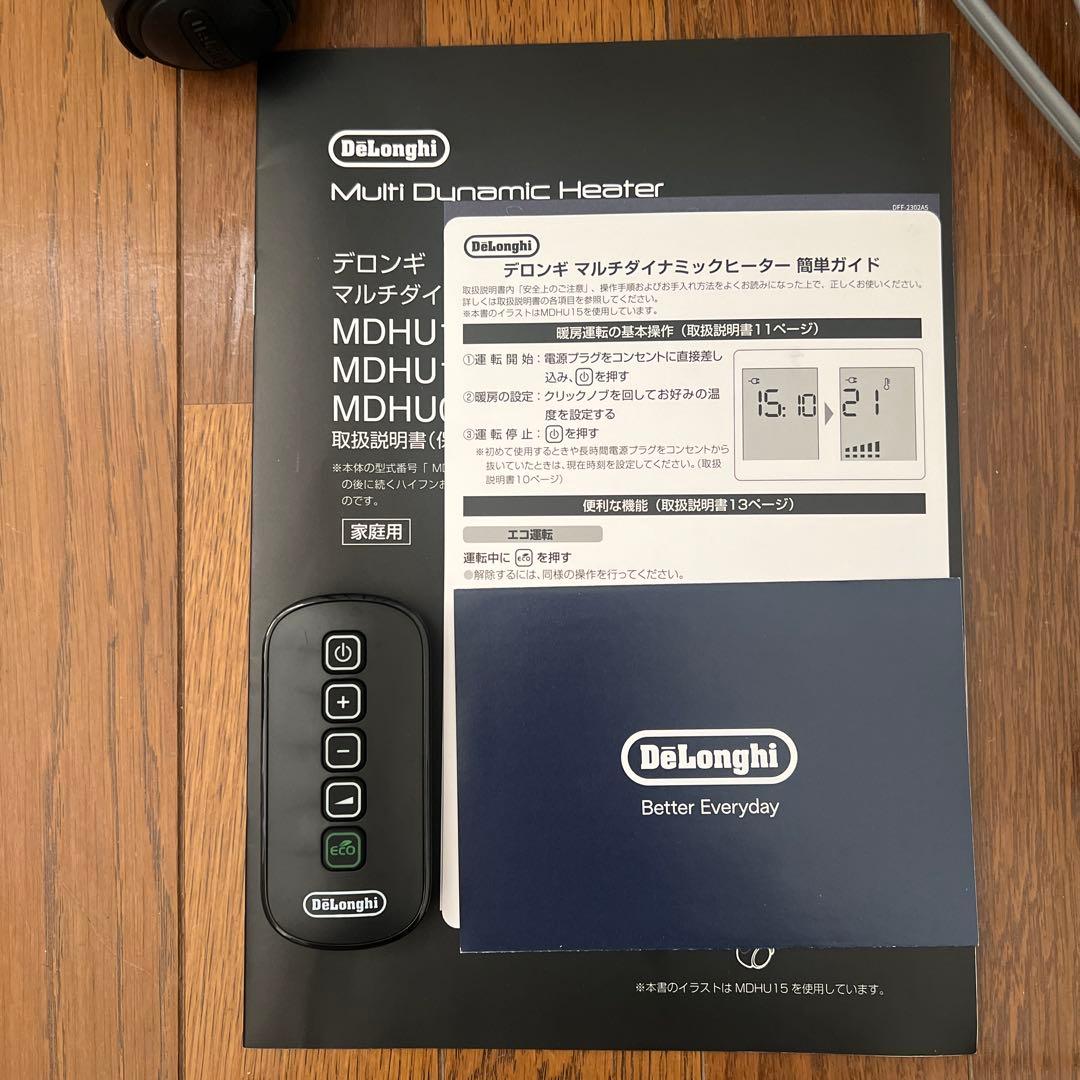 DeLonghi
Multi Dynamic Heater
デロンギ
マルチダイ
MDHU
MDHU
MDHU
取扱説明書(保
※本体の型式番号「 MD
の後に続くハイフンお
のです。
家庭用
DFF-2302A5
DēLonghi
デロンギ マルチダイナミックヒーター 簡単ガイド
取扱説明書内「安全上のご注意」、操作手順およびお手入れ方法をよくお読みになった上で、正しくお使いください。
詳しくは取扱説明書の各項目を参照してください。
※本書のイラストはMDHU15を使用しています。
暖房運転の基本操作（取扱説明書11ページ）
①運転開始：電源プラグをコンセントに直接差し
込み、を押す
②暖房の設定：クリックノブを回してお好みの温
度を設定する
③運転停止：を押す
※初めて使用するときや長時間電源プラグをコンセントから
抜いていたときは、現在時刻を設定してください。（取扱
説明書10ページ）
15:10
21
便利な機能（取扱説明書13ページ）
エコ運転
運転中に ECO を押す
●解除するには、同様の操作を行ってください。
DēLonghi
Better Everyday
+
−
ECO
DēLonghi
※本書のイラストは MDHU15 を使用しています。